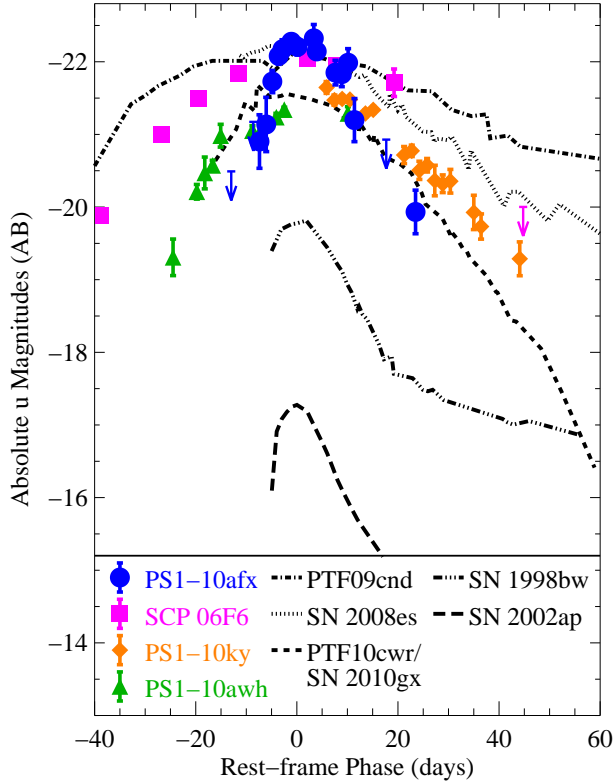 Absolute u Magnitudes (AB)
−22
−20
−18
−16
−14
PS1−10afx
SCP 06F6
PS1−10ky
PS1−10awh
PTF09cnd
SN 2008es
PTF10cwr/
SN 2010gx
SN 1998bw
SN 2002ap
−40 −20 0 20 40 60
Rest−frame Phase (days)